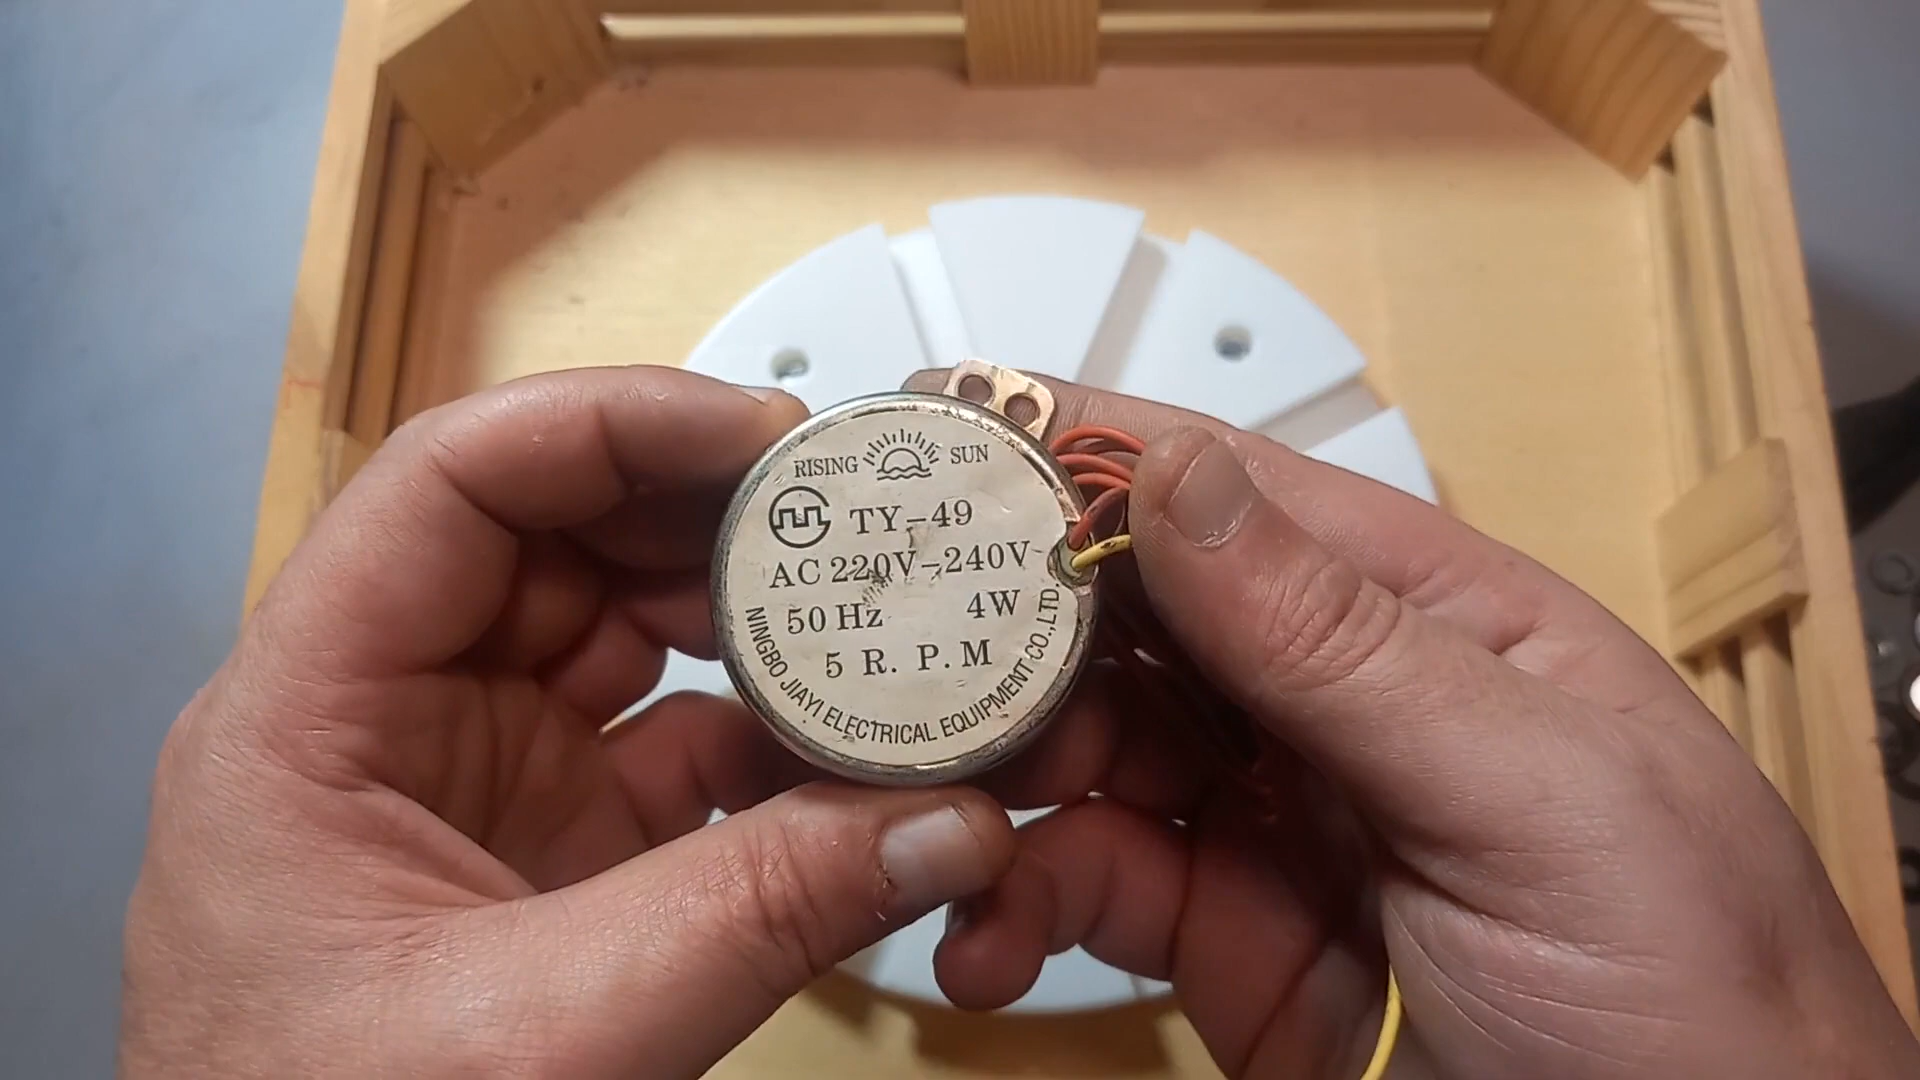 RISING SUN
TY-49
AC 220V-240V
50 Hz 4W
5 R. P. M
NINGBO JIAYI ELECTRICAL EQUIPMENT CO.,LTD.